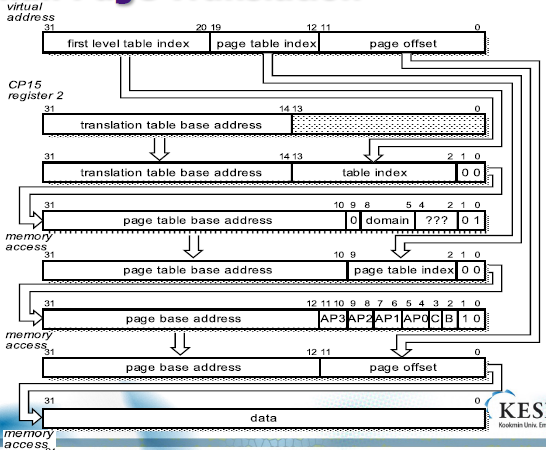 Page Translation
virtual
address
31 20 19 12 11 0
first level table index page table index page offset
CP15
register 2
31 14 13 0
translation table base address
31 14 13 2 1 0
translation table base address table index 0 0
31 10 9 8 5 4 2 1 0
page table base address 0 domain ??? 0 1
memory
access
31 10 9 2 1 0
page table base address page table index 0 0
31 12 11 10 9 8 7 6 5 4 3 2 1 0
page base address AP3 AP2 AP1 AP0 C B 1 0
memory
access
31 12 11 0
page base address page offset
31 0
data
memory
access
KES
Kookmin Univ. Em